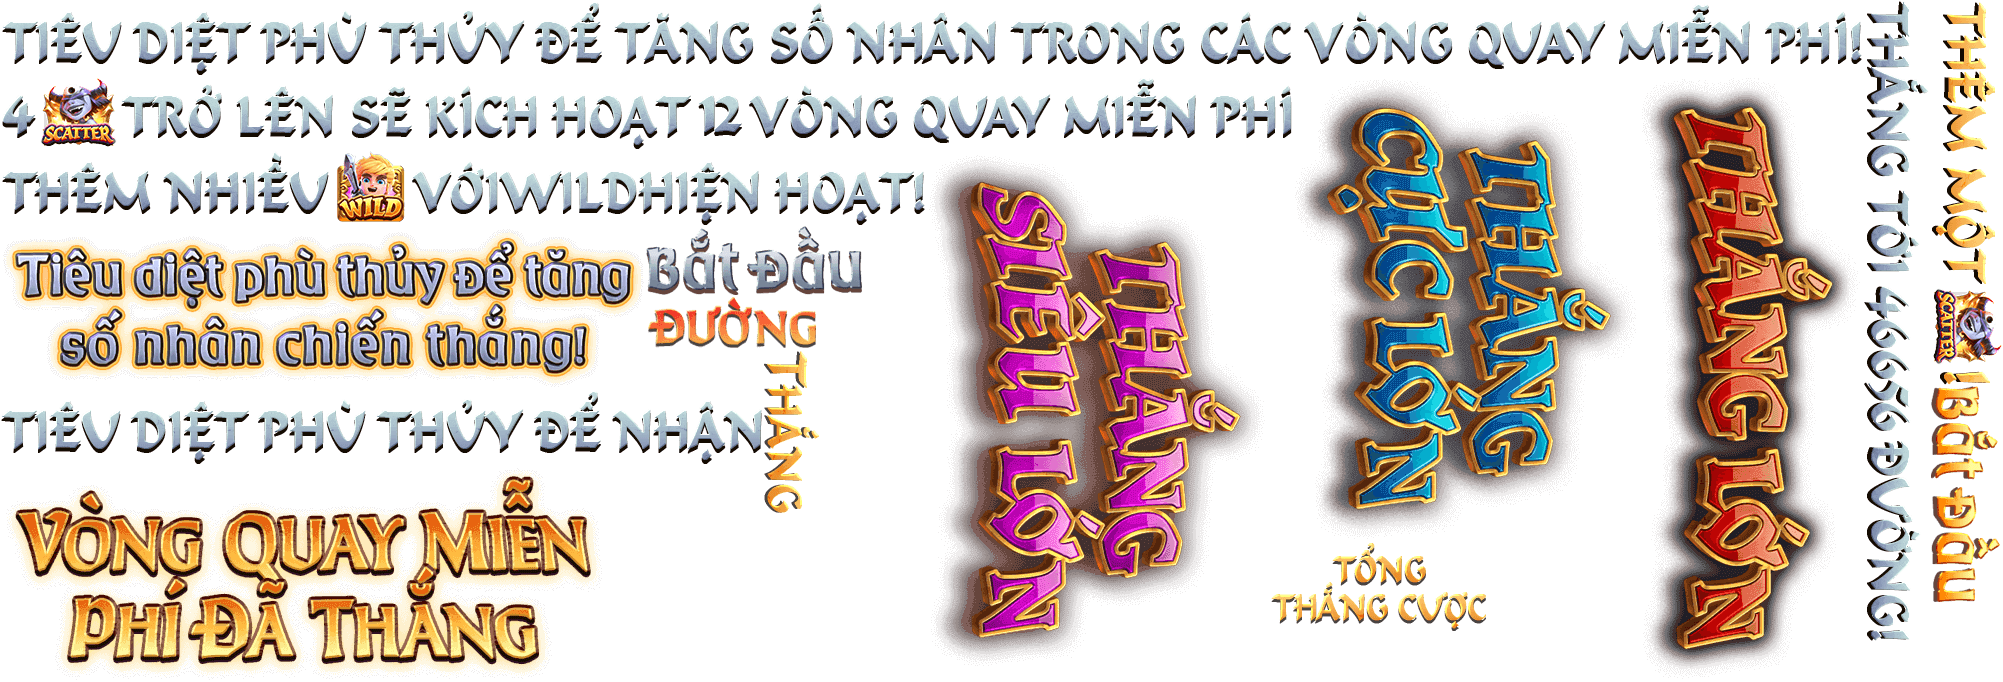 TIÊU DIỆT PHÙ THỦY ĐỂ TĂNG SỐ NHÂN TRONG CÁC VÒNG QUAY MIỄN PHÍ!
4 SCATTER TRỞ LÊN SẼ KÍCH HOẠT 12 VÒNG QUAY MIỄN PHÍ
THÊM NHIỀU WILD VỚIWILDHIỆN HOẠT!
Tiêu diệt phù thủy để tăng
số nhân chiến thắng!
Bắt Đầu
ĐƯỜNG
THẮNG
TIÊU DIỆT PHÙ THỦY ĐỂ NHẬN
VÒNG QUAY MIỄN
PHÍ ĐÃ THẮNG
THẮNG
SIÊU LỚN
THẮNG
CỰC LỚN
TỔNG
THẮNG CƯỢC
THẮNG LỚN
THẮNG TỚI 46656 ĐƯỜNG!
THÊM MỘT SCATTER !
Bắt Đầu